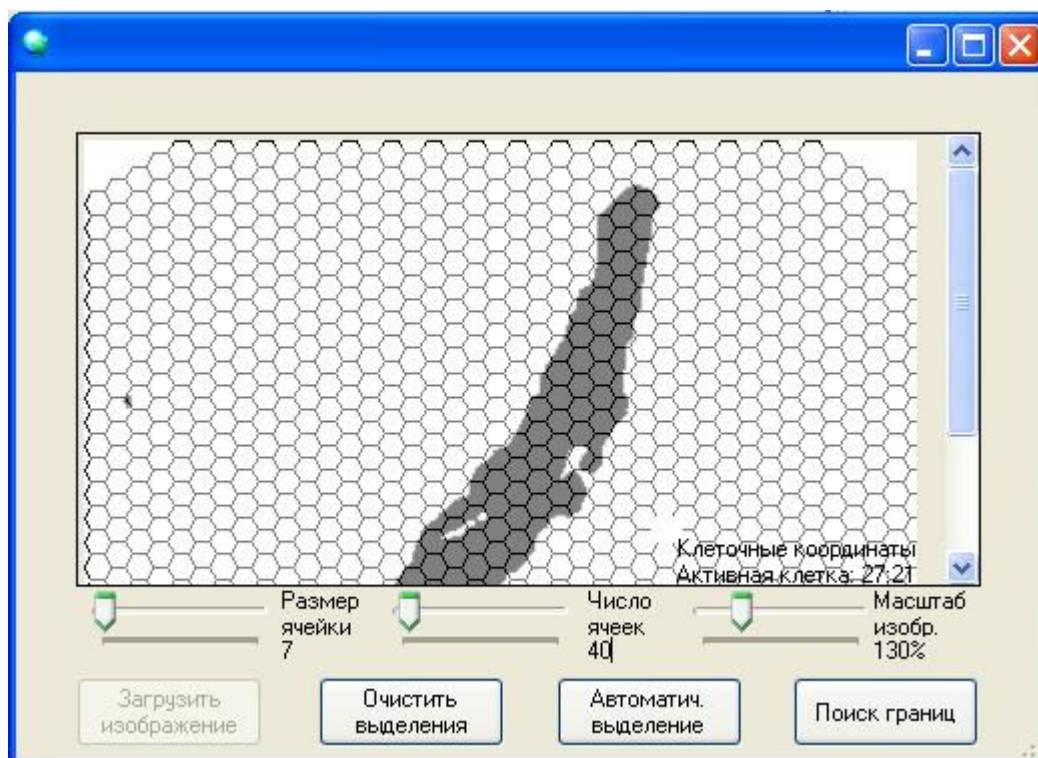 Клеточные координаты
Активная клетка: 27:21
Размер
ячейки
7
Число
ячеек
40
Масштаб
изобр.
130%
Загрузить
изображение
Очистить
выделения
Автоматич.
выделение
Поиск границ